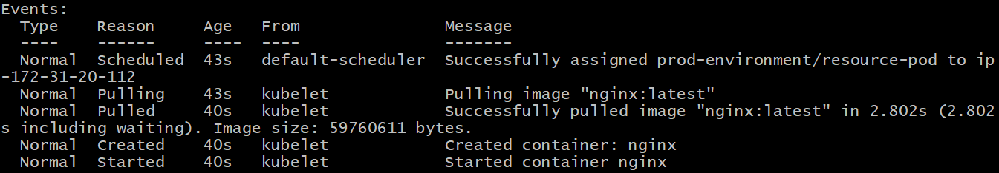 Events:
  Type    Reason     Age   From               Message
  ----    ------     ----  ----               -------
  Normal  Scheduled  43s   default-scheduler  Successfully assigned prod-environment/resource-pod to ip
-172-31-20-112
  Normal  Pulling    43s   kubelet            Pulling image "nginx:latest"
  Normal  Pulled     40s   kubelet            Successfully pulled image "nginx:latest" in 2.802s (2.802
s including waiting). Image size: 59760611 bytes.
  Normal  Created    40s   kubelet            Created container: nginx
  Normal  Started    40s   kubelet            Started container nginx